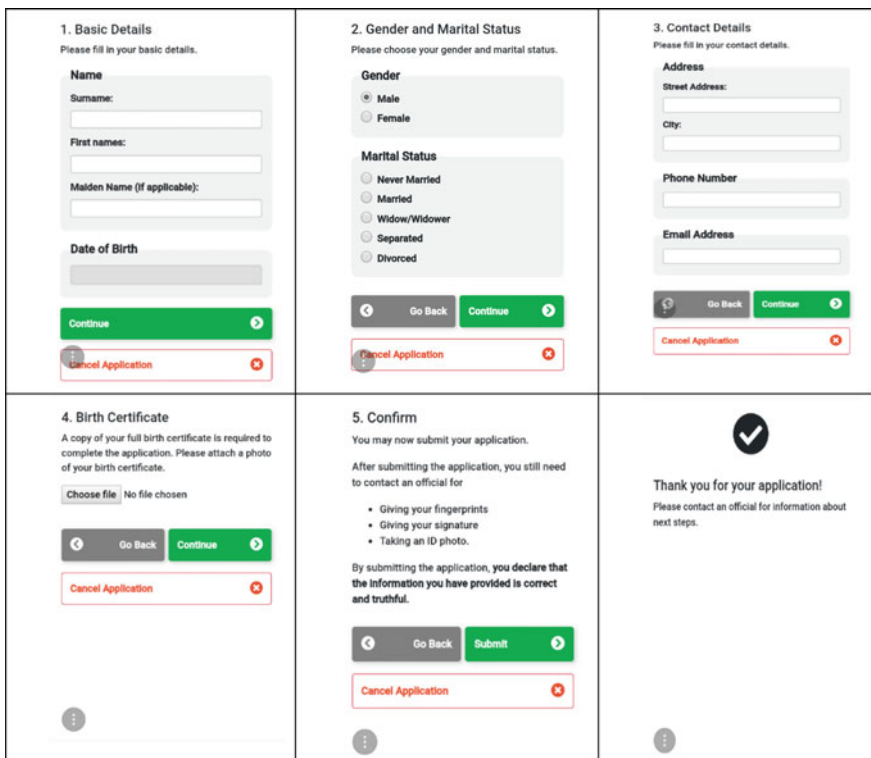 1. Basic Details
Please fill in your basic details.
Name
Surname:
First names:
Maiden Name (if applicable):
Date of Birth
Continue
Cancel Application
2. Gender and Marital Status
Please choose your gender and marital status.
Gender
Male
Female
Marital Status
Never Married
Married
Widow/Widower
Separated
Divorced
Go Back
Continue
Cancel Application
3. Contact Details
Please fill in your contact details.
Address
Street Address:
City:
Phone Number
Email Address
Go Back
Continue
Cancel Application
4. Birth Certificate
A copy of your full birth certificate is required to
complete the application. Please attach a photo
of your birth certificate.
Choose file No file chosen
Go Back
Continue
Cancel Application
5. Confirm
You may now submit your application.
After submitting the application, you still need
to contact an official for
• Giving your fingerprints
• Giving your signature
• Taking an ID photo.
By submitting the application, you declare that
the information you have provided is correct
and truthful.
Go Back
Submit
Cancel Application
Thank you for your application!
Please contact an official for information about
next steps.